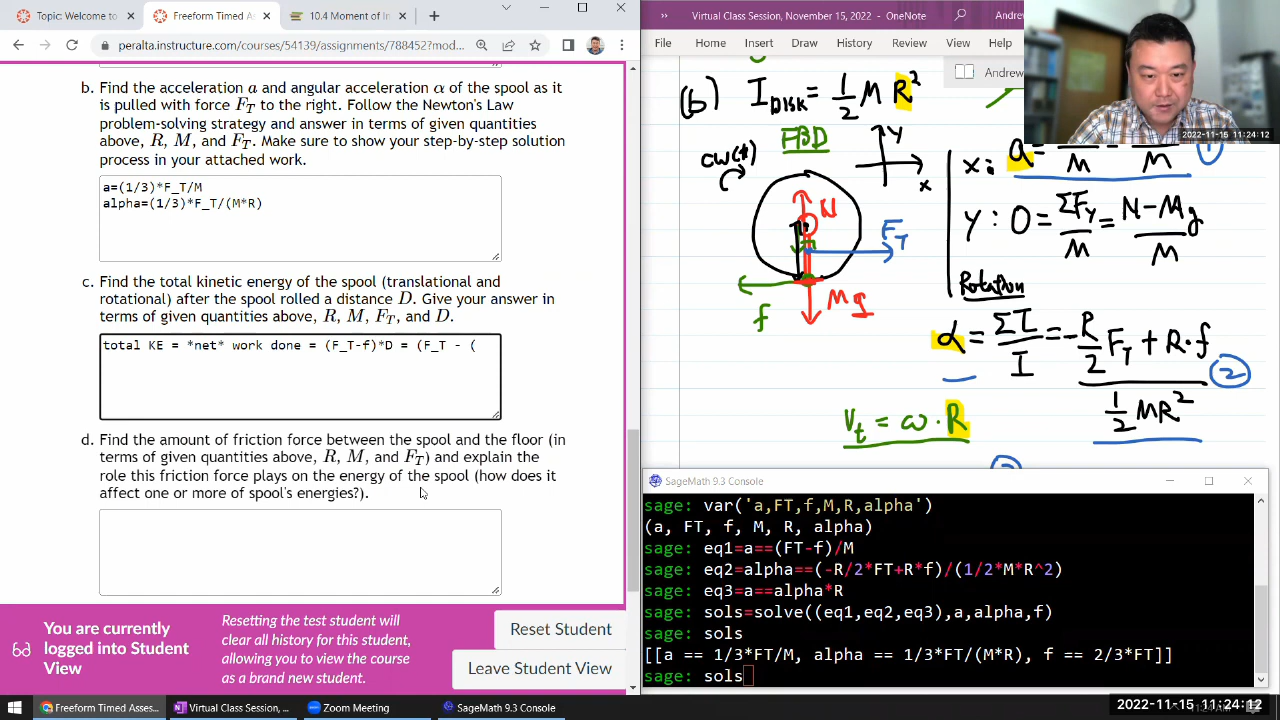 Topic Welcome to
Freeform Timed As
10.4 Moment of In
peralta.instructure.com/courses/54139/assignments/788452?mod...
b. Find the acceleration a and angular acceleration α of the spool as it
is pulled with force F_T to the right. Follow the Newton's Law
problem-solving strategy and answer in terms of given quantities
above, R, M, and F_T. Make sure to show your step-by-step solution
process in your attached work.
a=(1/3)*F_T/M
alpha=(1/3)*F_T/(M*R)
c. Find the total kinetic energy of the spool (translational and
rotational) after the spool rolled a distance D. Give your answer in
terms of given quantities above, R, M, F_T, and D.
total KE = *net* work done = (F_T-f)*D = (F_T - (
d. Find the amount of friction force between the spool and the floor (in
terms of given quantities above, R, M, and F_T) and explain the
role this friction force plays on the energy of the spool (how does it
affect one or more of spool's energies?).
You are currently
logged into Student
View
Resetting the test student will
clear all history for this student,
allowing you to view the course
as a brand new student.
Reset Student
Leave Student View
Virtual Class Session, November 15, 2022 - OneNote
Andrew
File Home Insert Draw History Review View Help
Andrew
(b) I_DISK = 1/2 M R²
FBD
CW(+)
Y
X
N
F_T
f
Mg
x: a = M = M ①
Y: 0 = ΣF_Y/M = (N - Mg)/M
Rotation
α = Στ/I = (-R/2 F_T + R·f)/(1/2 MR²) ②
V_t = ω·R
SageMath 9.3 Console
sage: var('a,FT,f,M,R,alpha')
(a, FT, f, M, R, alpha)
sage: eq1=a==(FT-f)/M
sage: eq2=alpha==(-R/2*FT+R*f)/(1/2*M*R^2)
sage: eq3=a==alpha*R
sage: sols=solve((eq1,eq2,eq3),a,alpha,f)
sage: sols
[[a == 1/3*FT/M, alpha == 1/3*FT/(M*R), f == 2/3*FT]]
sage: sols
2022-11-15 11:24:12
Freeform Timed Asses...
Virtual Class Session, ...
Zoom Meeting
SageMath 9.3 Console
2022-11-15 11:24:12